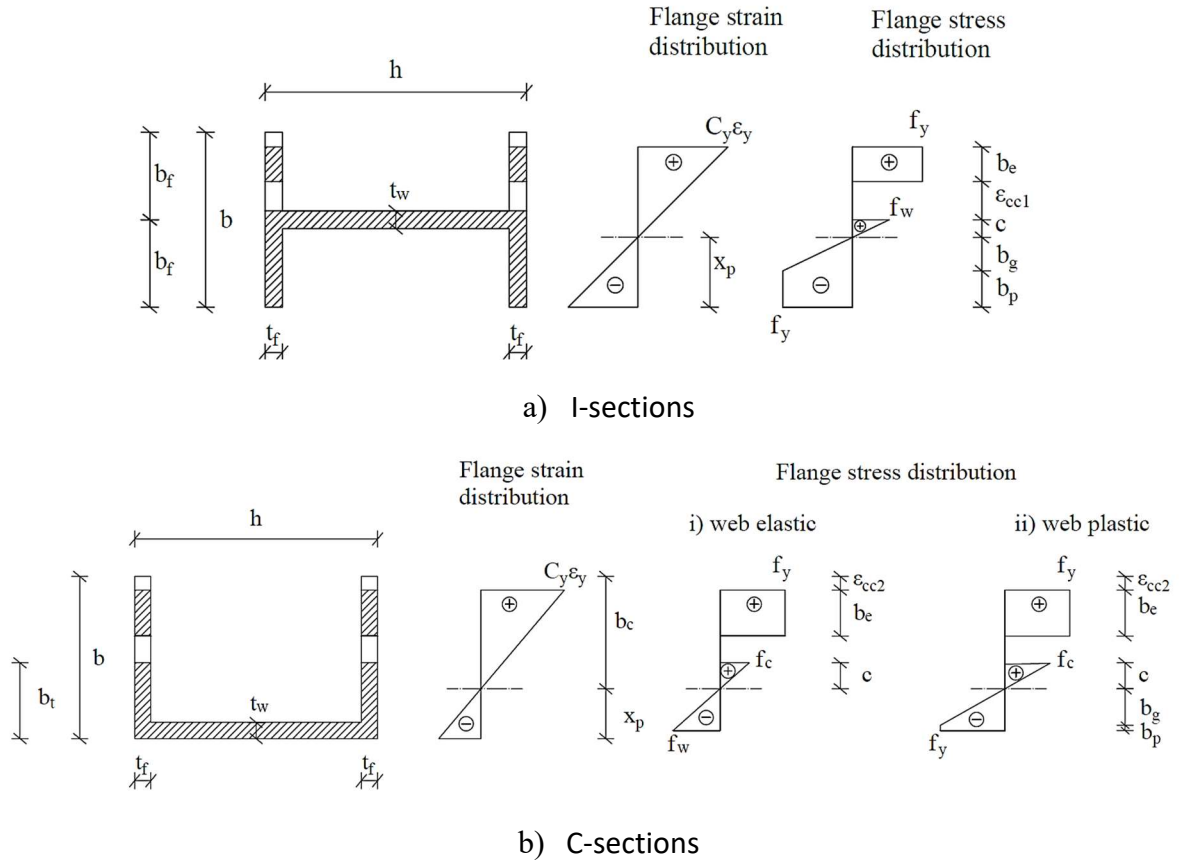 Flange strain
distribution
Flange stress
distribution
h
b_f
b
b_f
t_w
t_f
t_f
C_yε_y
x_p
f_y
f_w
f_y
b_e
ε_cc1
c
b_g
b_p
a) I-sections
Flange strain
distribution
Flange stress distribution
h
i) web elastic
ii) web plastic
b
b_t
t_w
t_f
t_f
C_yε_y
b_c
x_p
f_y
f_c
f_w
ε_cc2
b_e
c
f_y
f_c
f_y
ε_cc2
b_e
c
b_g
b_p
b) C-sections